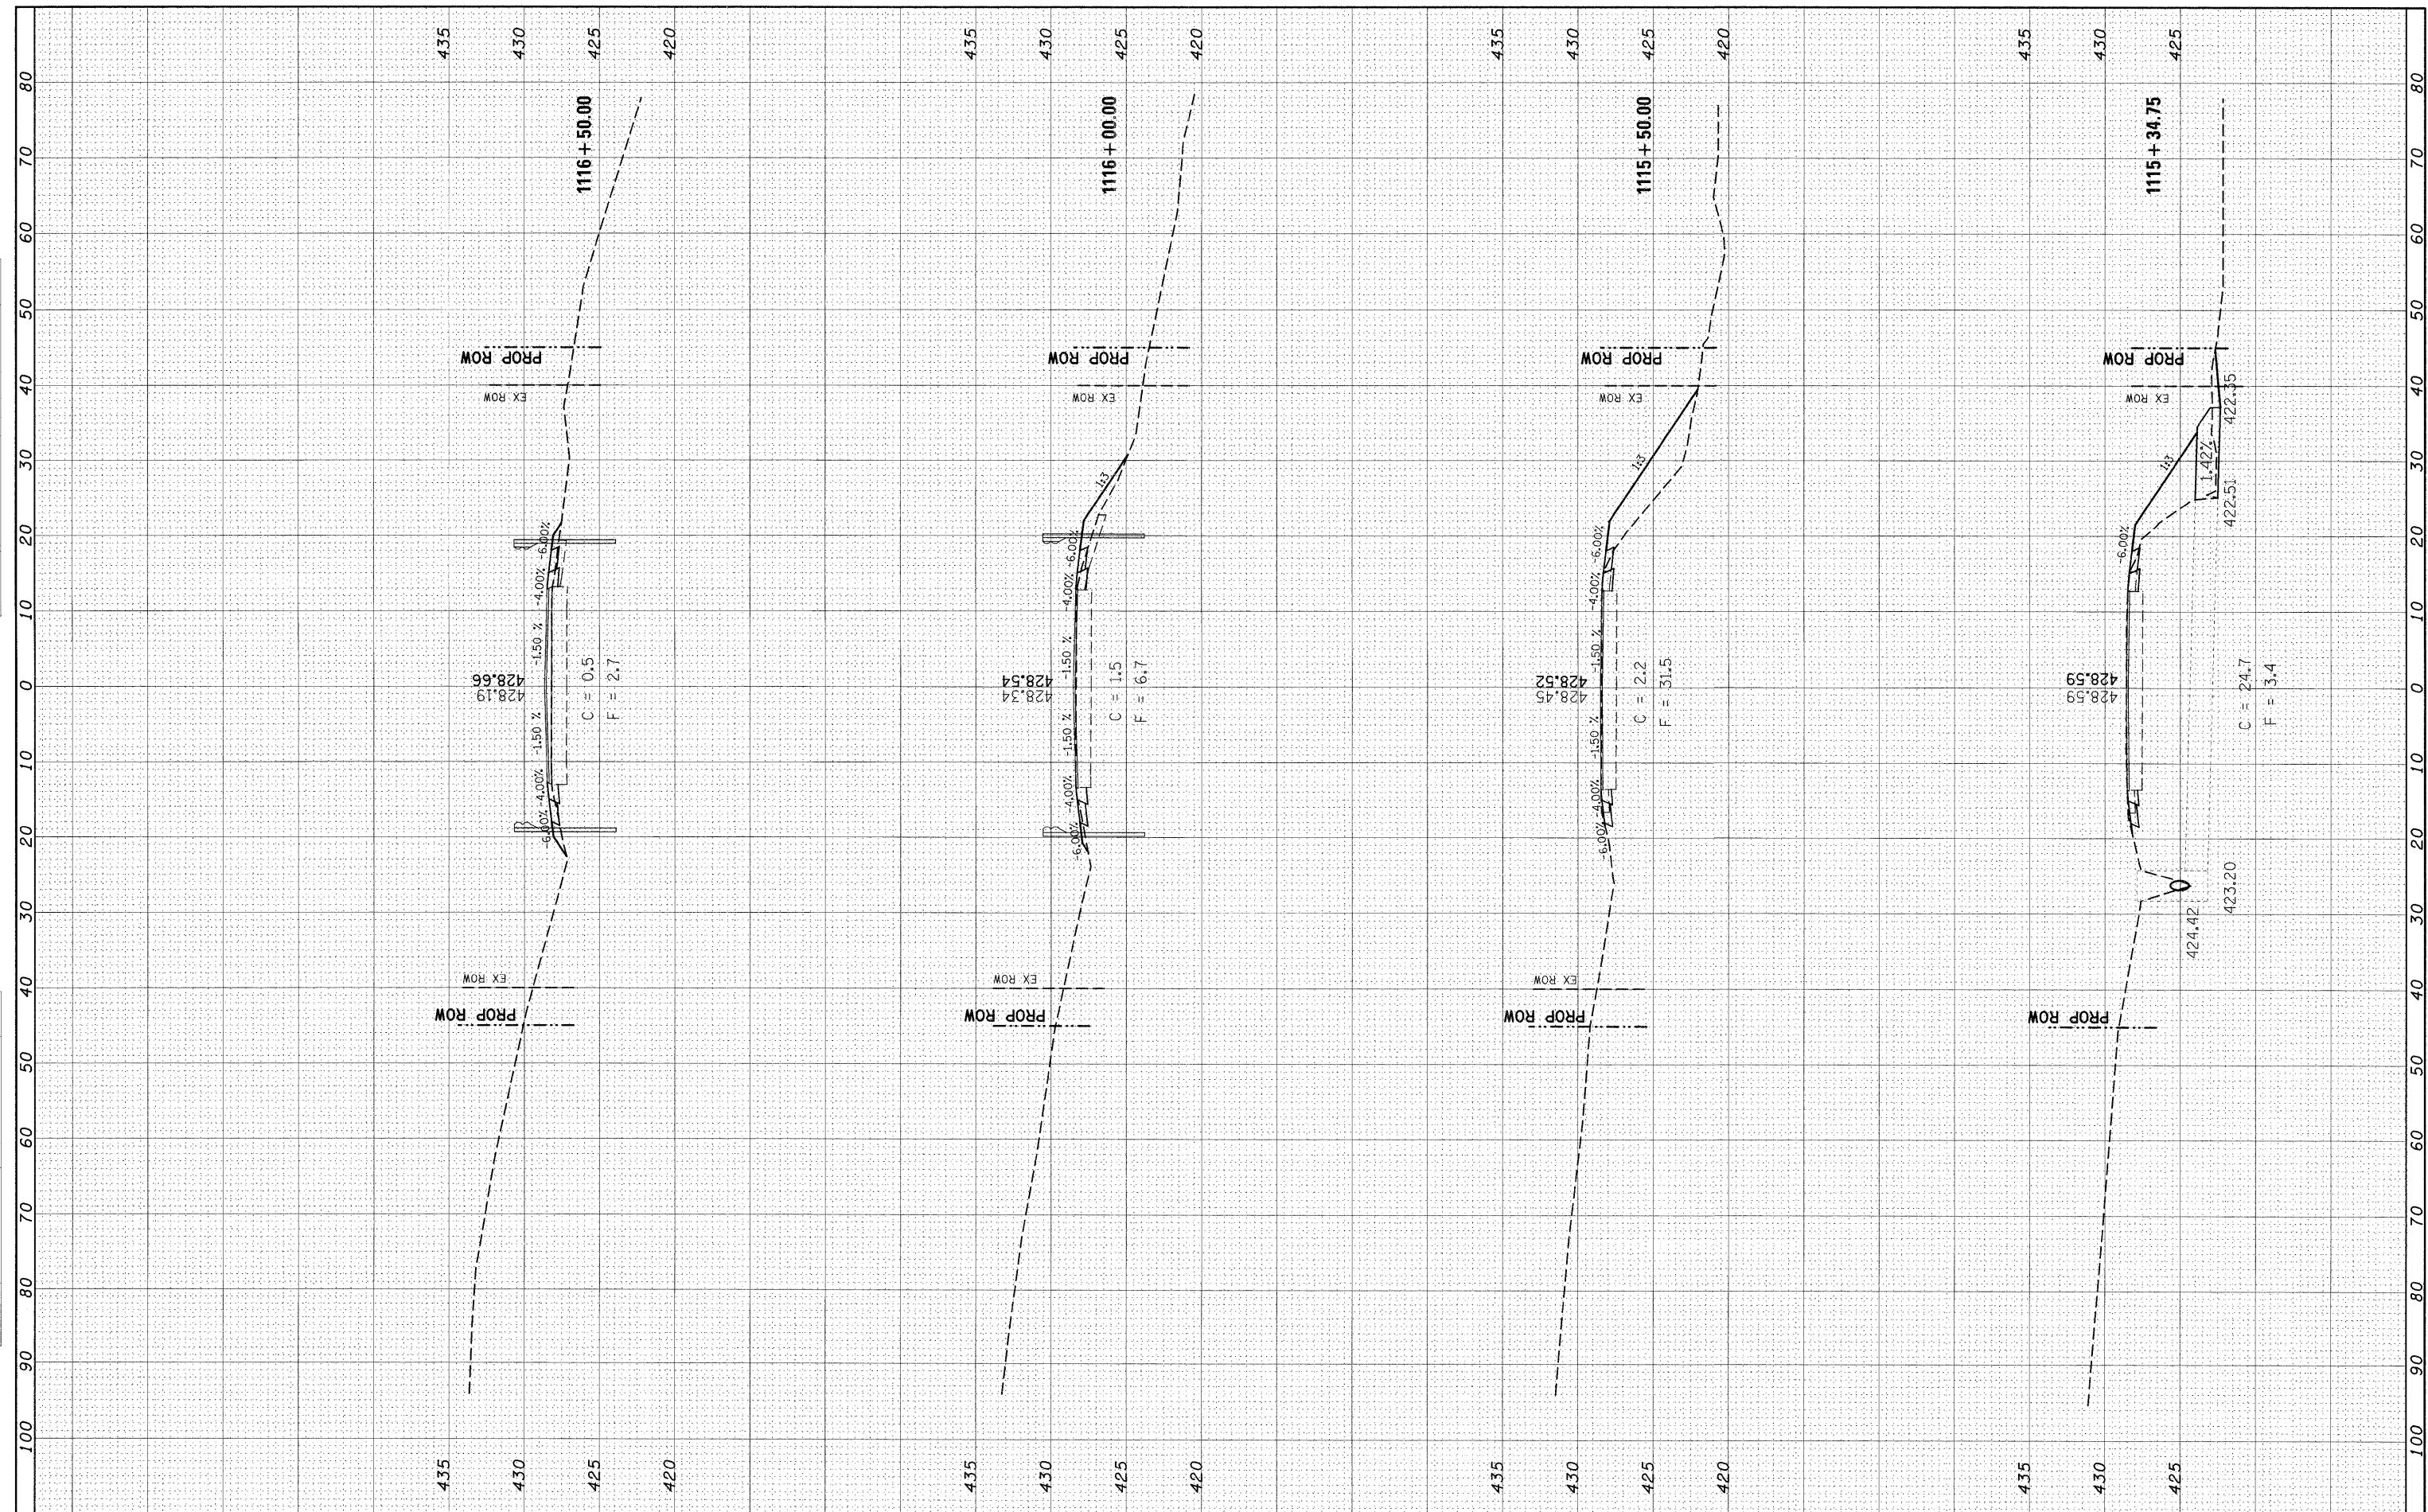 80 70 60 50 40 30 20 10 0 10 20 30 40 50 60 70 80 90 100
435 430 425 420
1116+50.00
PROP ROW
EX ROW
-6.00%
-4.00%
-1.50 %
428.66
428.19
C = 0.5
F = 2.7
-1.50 %
-4.00%
-6.00%
EX ROW
PROP ROW
435 430 425 420
435 430 425 420
1116+00.00
PROP ROW
EX ROW
1:3
-6.00%
-4.00%
-1.50 %
428.54
428.34
C = 1.5
F = 6.7
-1.50 %
-4.00%
-6.00%
EX ROW
PROP ROW
435 430 425 420
435 430 425 420
1115+50.00
PROP ROW
EX ROW
1:3
-6.00%
-4.00%
-1.50 %
428.52
428.45
C = 2.2
F = 31.5
-1.50 %
-4.00%
-6.00%
EX ROW
PROP ROW
435 430 425 420
435 430 425
1115+34.75
PROP ROW
EX ROW
422.35
1:3
1.42%
422.51
-6.00%
428.59
428.59
C = 24.7
F = 3.4
423.20
424.42
PROP ROW
435 430 425
80 70 60 50 40 30 20 10 0 10 20 30 40 50 60 70 80 90 100